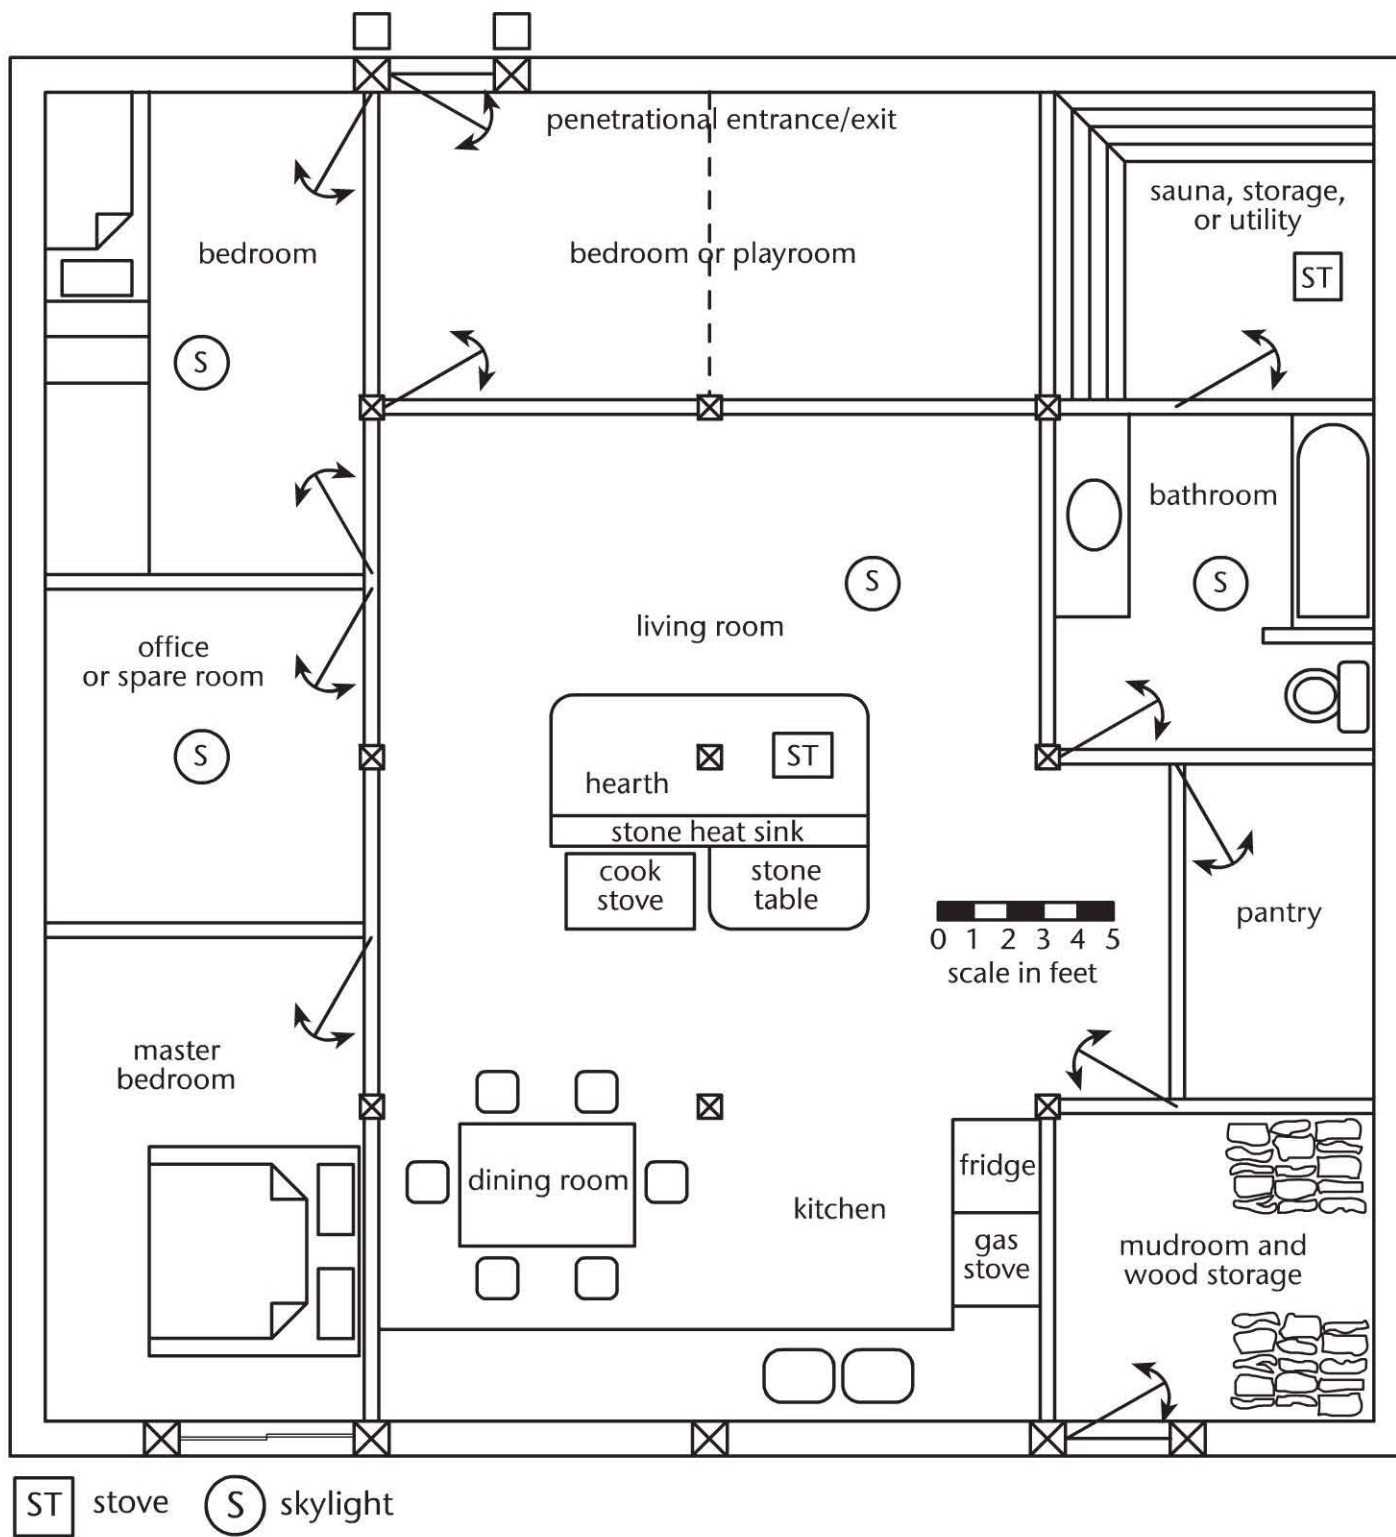 penetrational entrance/exit
sauna, storage,
or utility
bedroom
bedroom or playroom
ST
S
bathroom
S
S
living room
office
or spare room
S
ST
hearth
stone heat sink
cook
stove
stone
table
pantry
0 1 2 3 4 5
scale in feet
master
bedroom
dining room
kitchen
fridge
gas
stove
mudroom and
wood storage
ST stove
S skylight